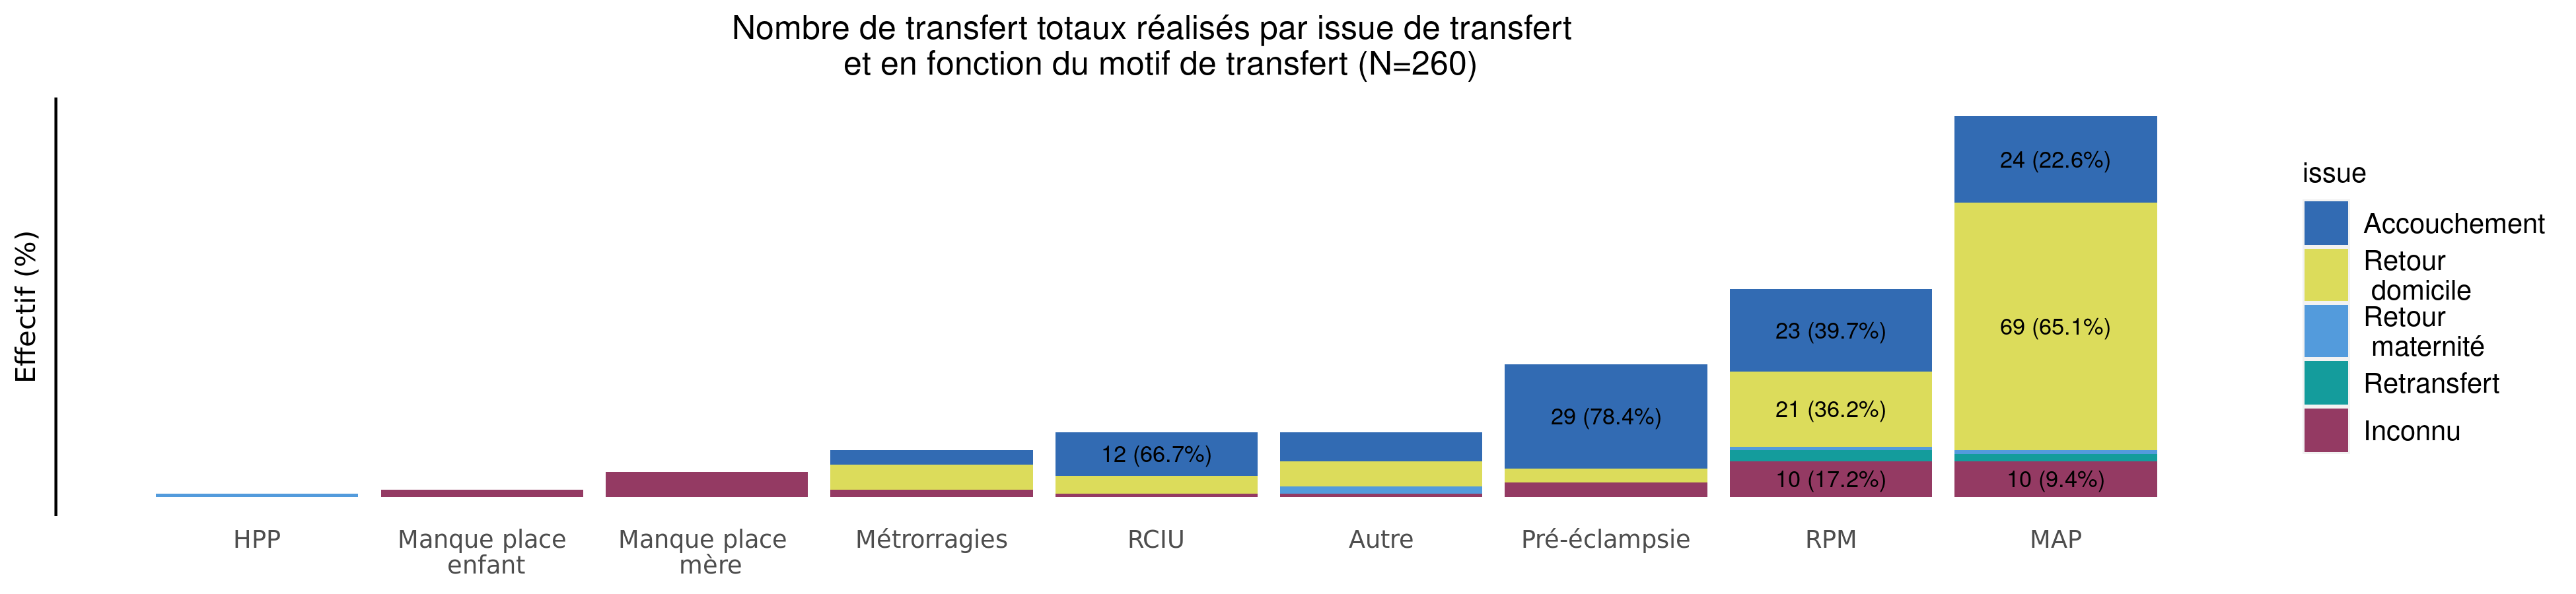 Nombre de transfert totaux réalisés par issue de transfert
et en fonction du motif de transfert (N=260)
Effectif (%)
24 (22.6%)
69 (65.1%)
10 (9.4%)
23 (39.7%)
21 (36.2%)
10 (17.2%)
29 (78.4%)
12 (66.7%)
HPP
Manque place
enfant
Manque place
mère
Métrorragies
RCIU
Autre
Pré-éclampsie
RPM
MAP
issue
Accouchement
Retour
domicile
Retour
maternité
Retransfert
Inconnu